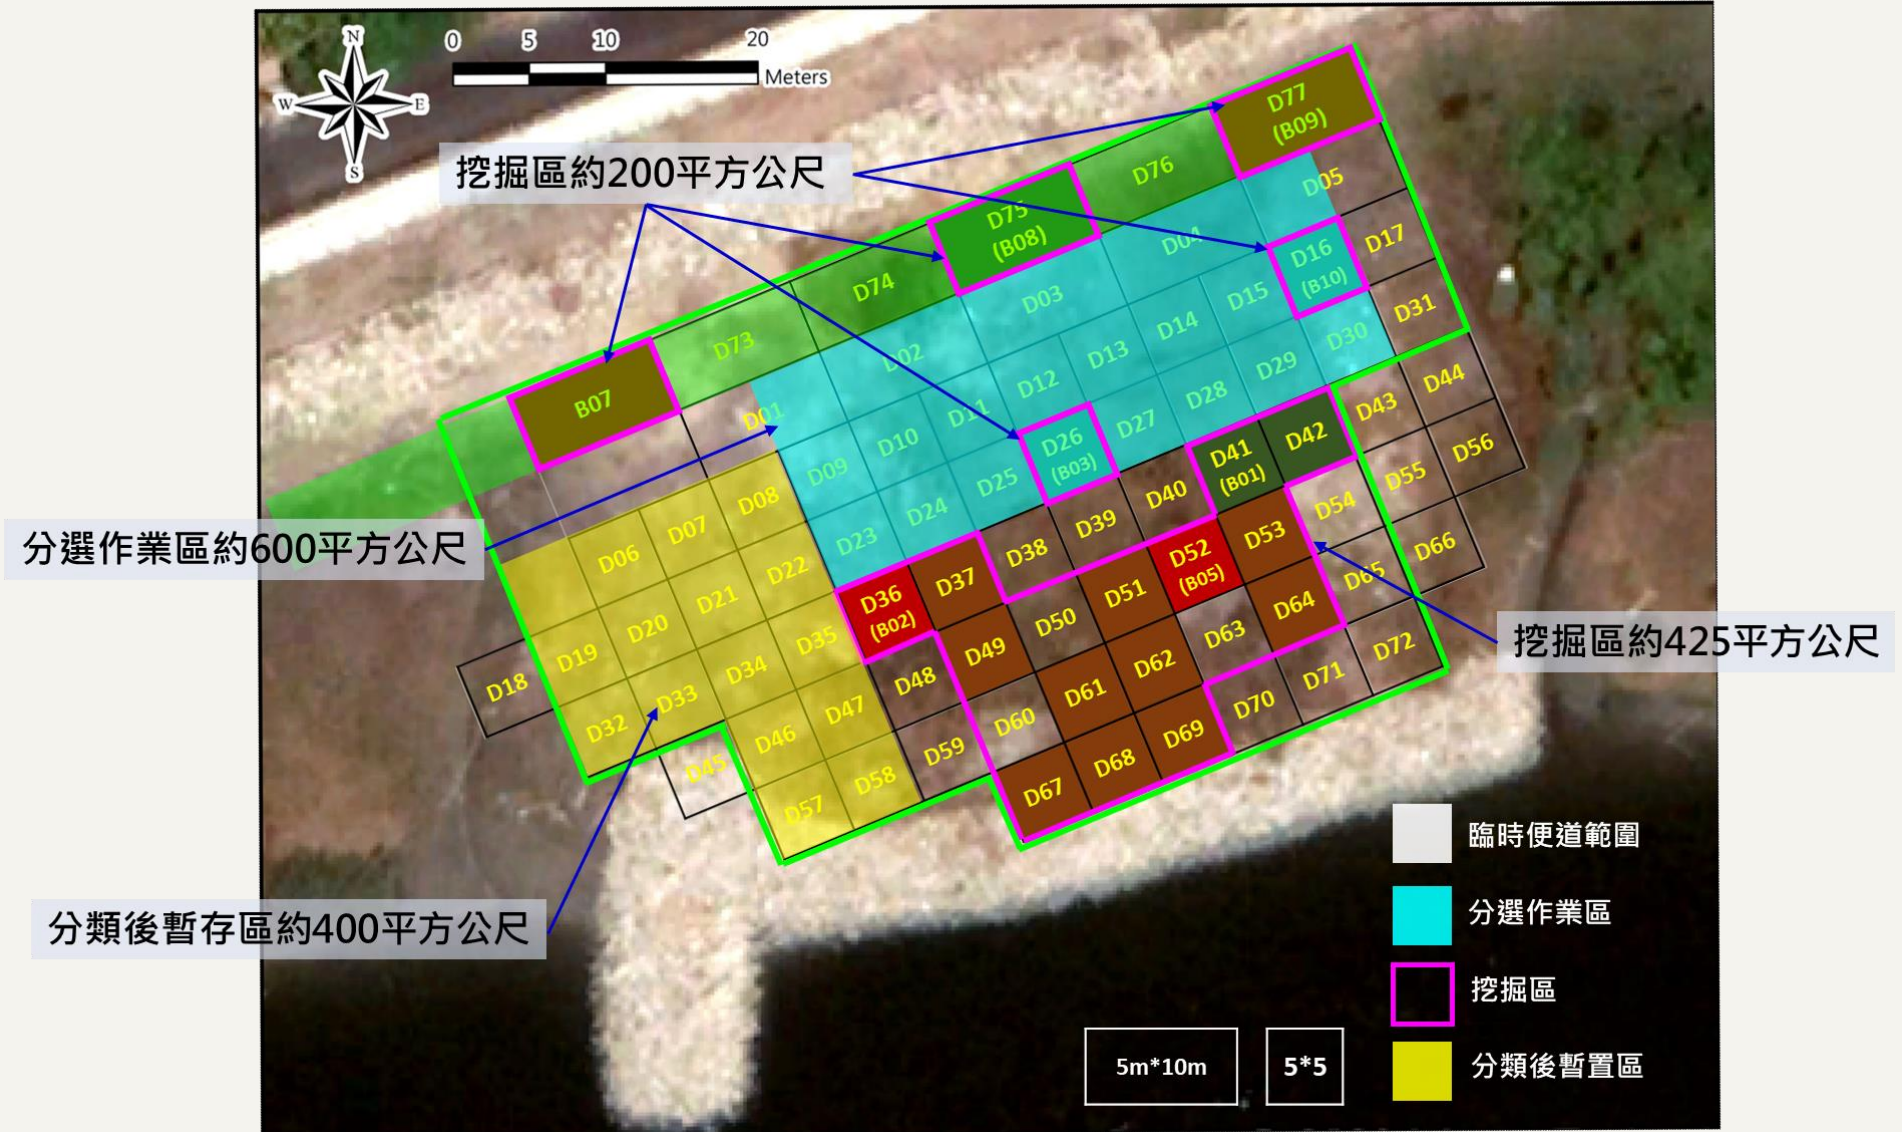 N
W
E
S
0 5 10 20
Meters
挖掘區約200平方公尺
D77
(B09)
D76
D75
(B08)
D74
D73
B07
D05
D04
D03
D02
D01
D17
D16
(B10)
D15
D14
D13
D12
D11
D10
D09
D08
D07
D06
D31
D30
D29
D28
D27
D26
(B03)
D25
D24
D23
D22
D21
D20
D19
D18
D44
D43
D42
D41
(B01)
D40
D39
D38
D37
D36
(B02)
D35
D34
D33
D32
D56
D55
D54
D53
D52
(B05)
D51
D50
D49
D48
D47
D46
D45
D66
D65
D64
D63
D62
D61
D60
D59
D58
D57
D72
D71
D70
D69
D68
D67
分選作業區約600平方公尺
挖掘區約425平方公尺
分類後暫存區約400平方公尺
臨時便道範圍
分選作業區
挖掘區
分類後暫置區
5m*10m
5*5